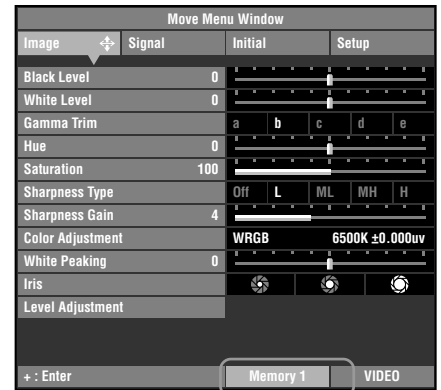 Move Menu Window
Image Signal Initial Setup
Black Level 0
White Level 0
Gamma Trim a b c d e
Hue 0
Saturation 100
Sharpness Type Off L ML MH H
Sharpness Gain 4
Color Adjustment WRGB 6500K ±0.000uv
White Peaking 0
Iris
Level Adjustment
+ : Enter Memory 1 VIDEO